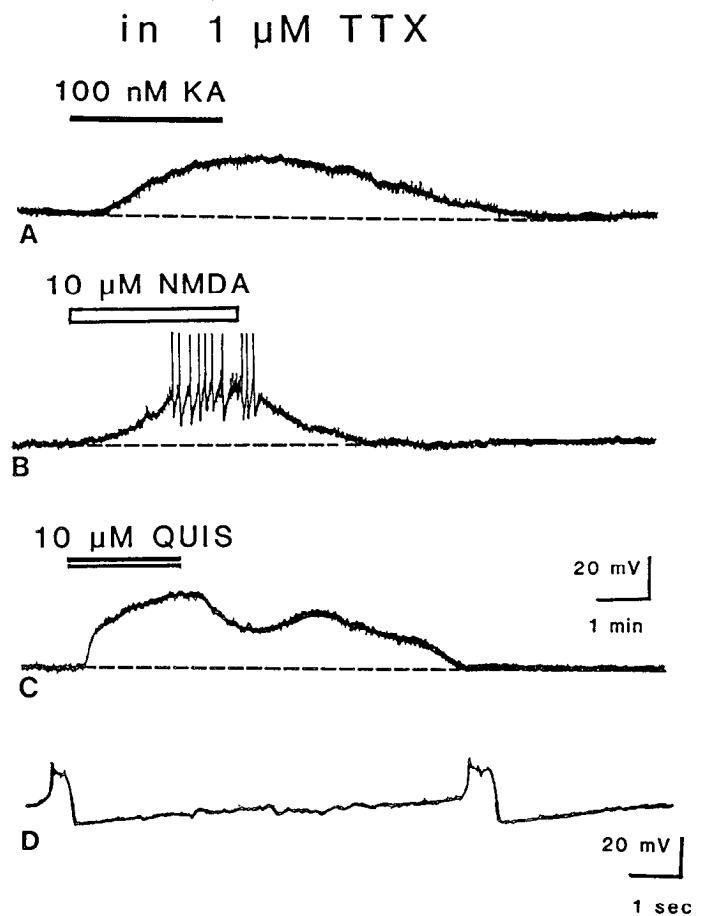 in 1 µM TTX
100 nM KA
A
10 µM NMDA
B
10 µM QUIS
20 mV
1 min
C
D
20 mV
1 sec